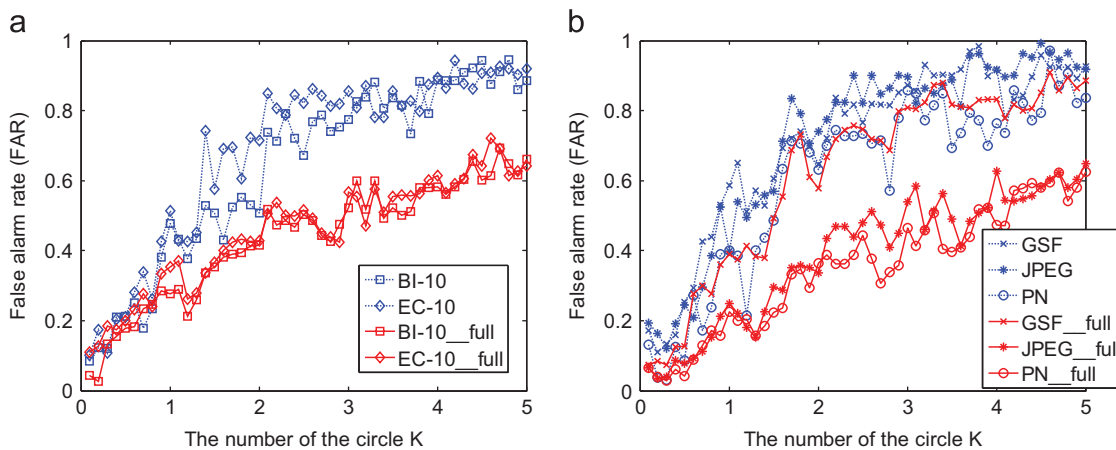 a
False alarm rate (FAR)
1
0.8
0.6
0.4
0.2
0
0 1 2 3 4 5
The number of the circle K
BI-10
EC-10
BI-10__full
EC-10__full
b
False alarm rate (FAR)
1
0.8
0.6
0.4
0.2
0
0 1 2 3 4 5
The number of the circle K
GSF
JPEG
PN
GSF__full
JPEG__full
PN__full